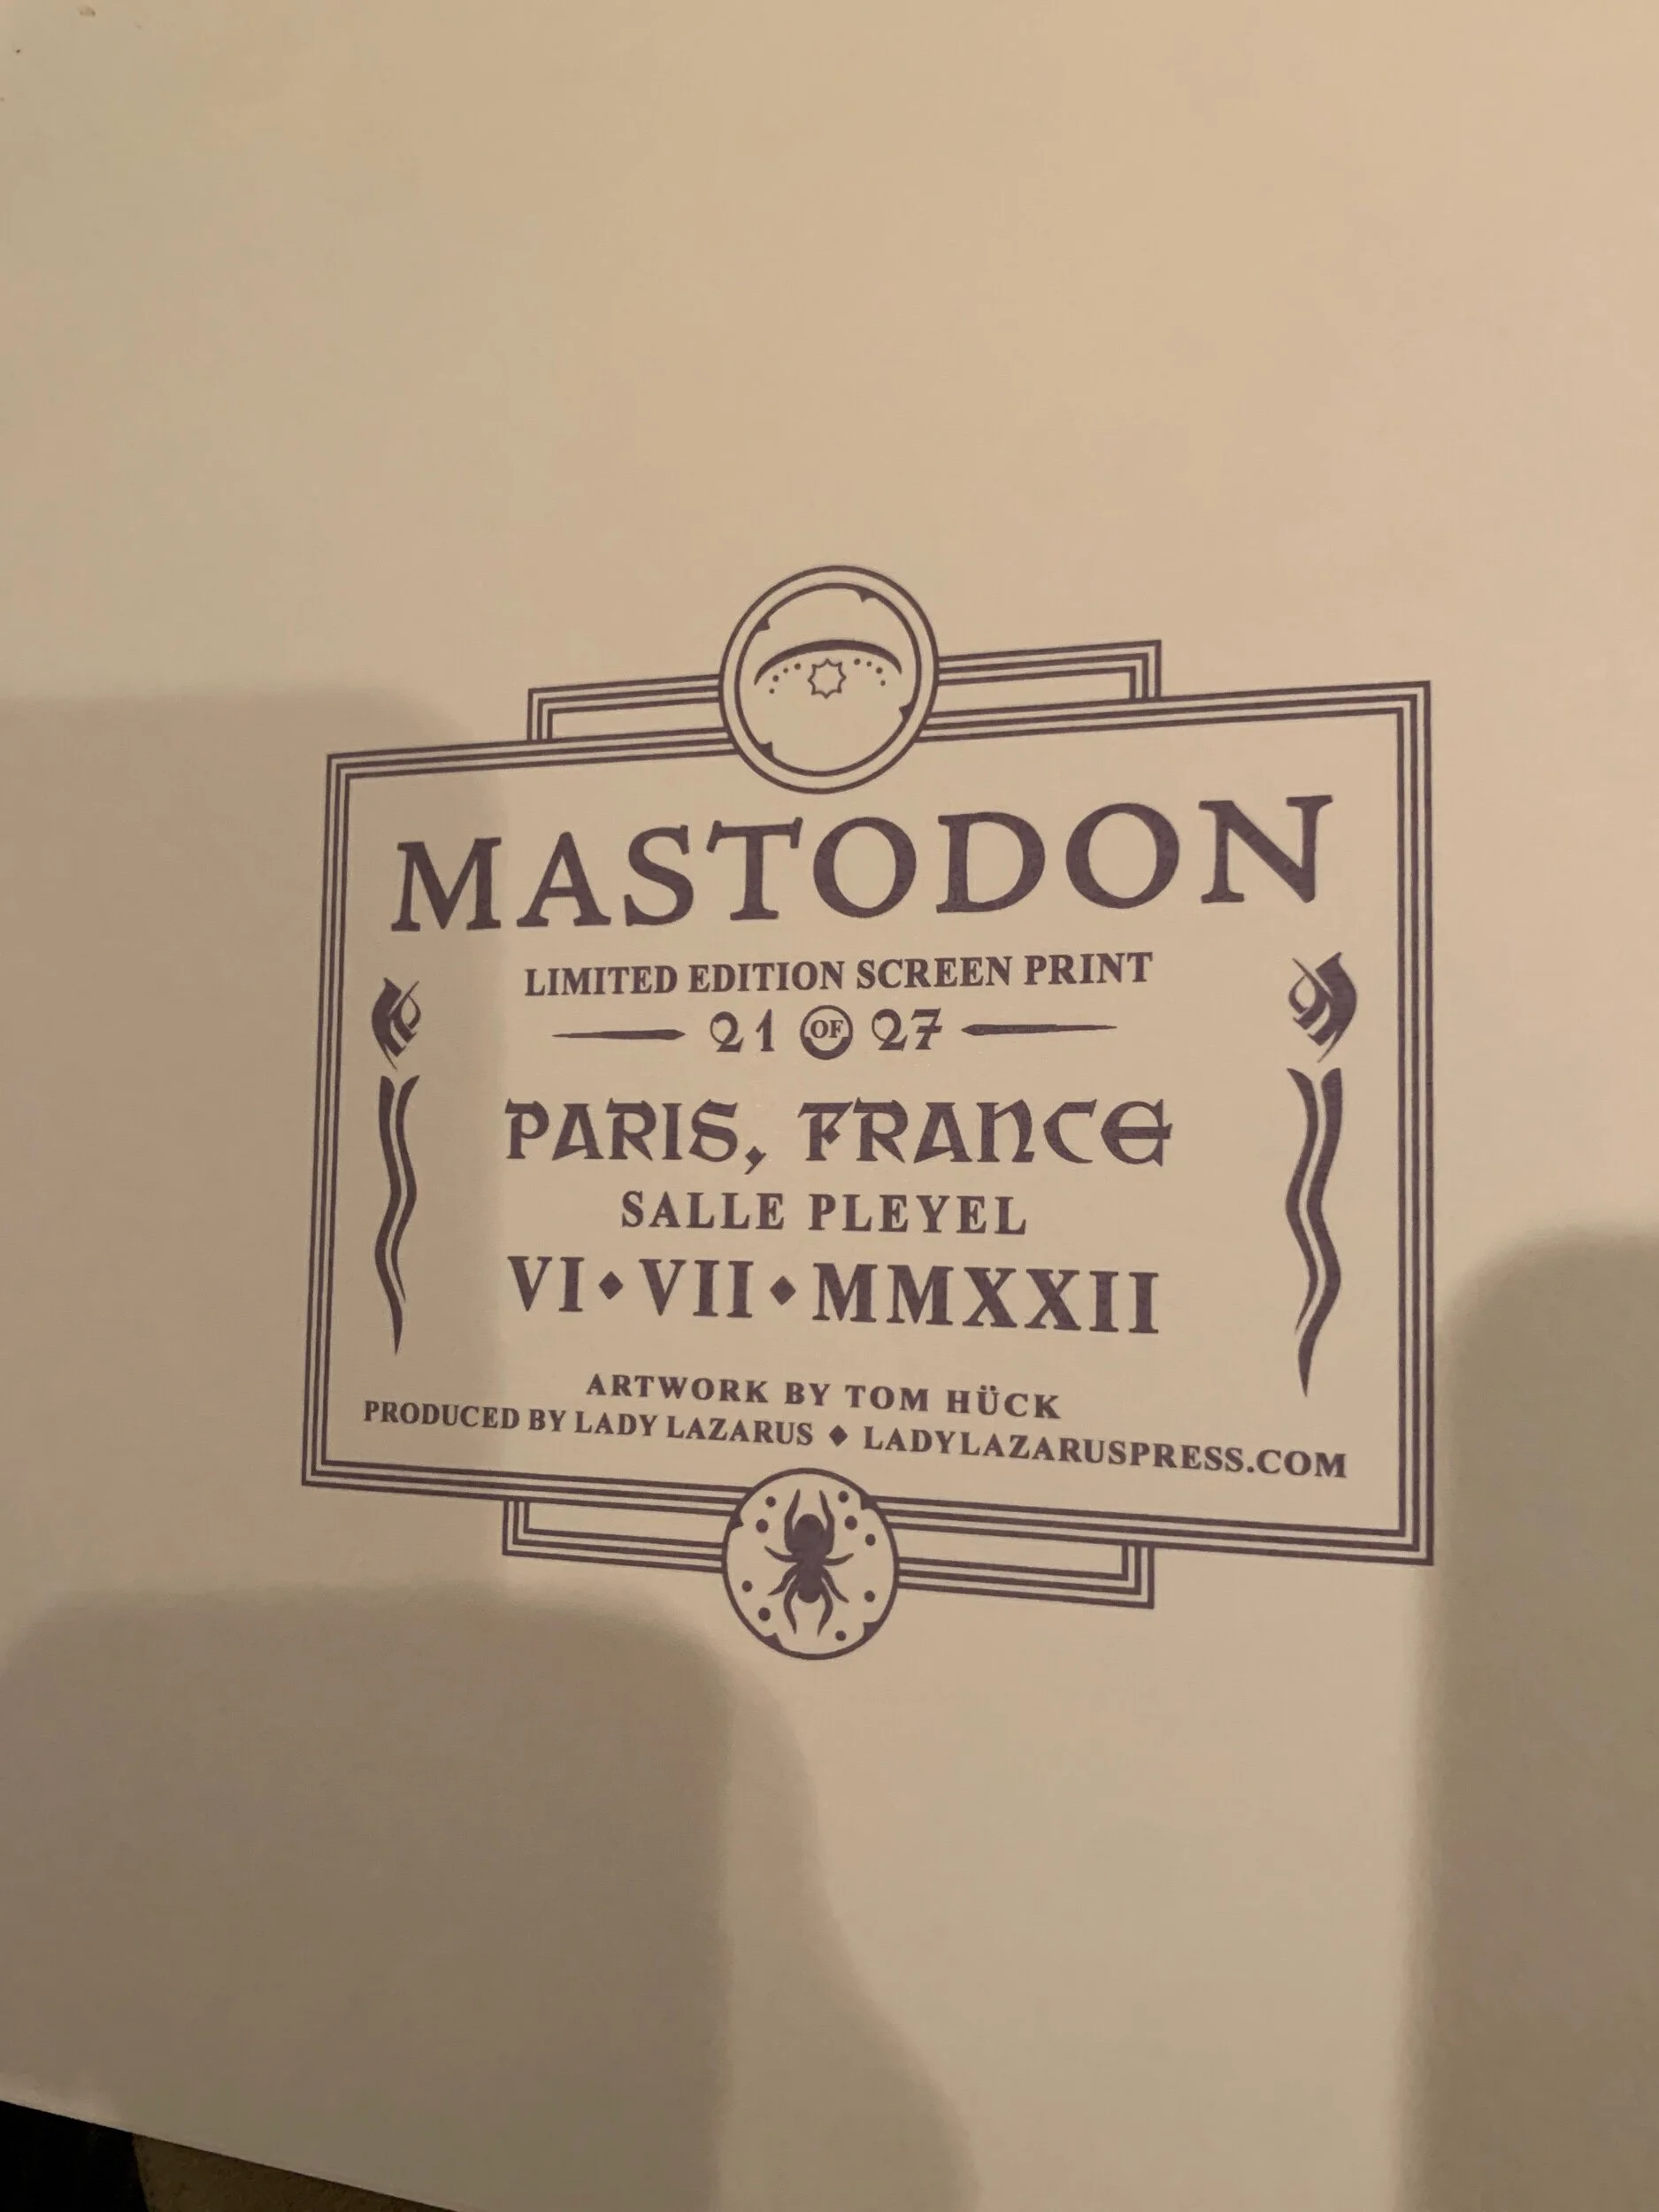 MASTODON
LIMITED EDITION SCREEN PRINT
21 OF 27
PARIS, FRANCE
SALLE PLEYEL
VI◆VII◆MMXXII
ARTWORK BY TOM HÜCK
PRODUCED BY LADY LAZARUS ◆ LADYLAZARUSPRESS.COM